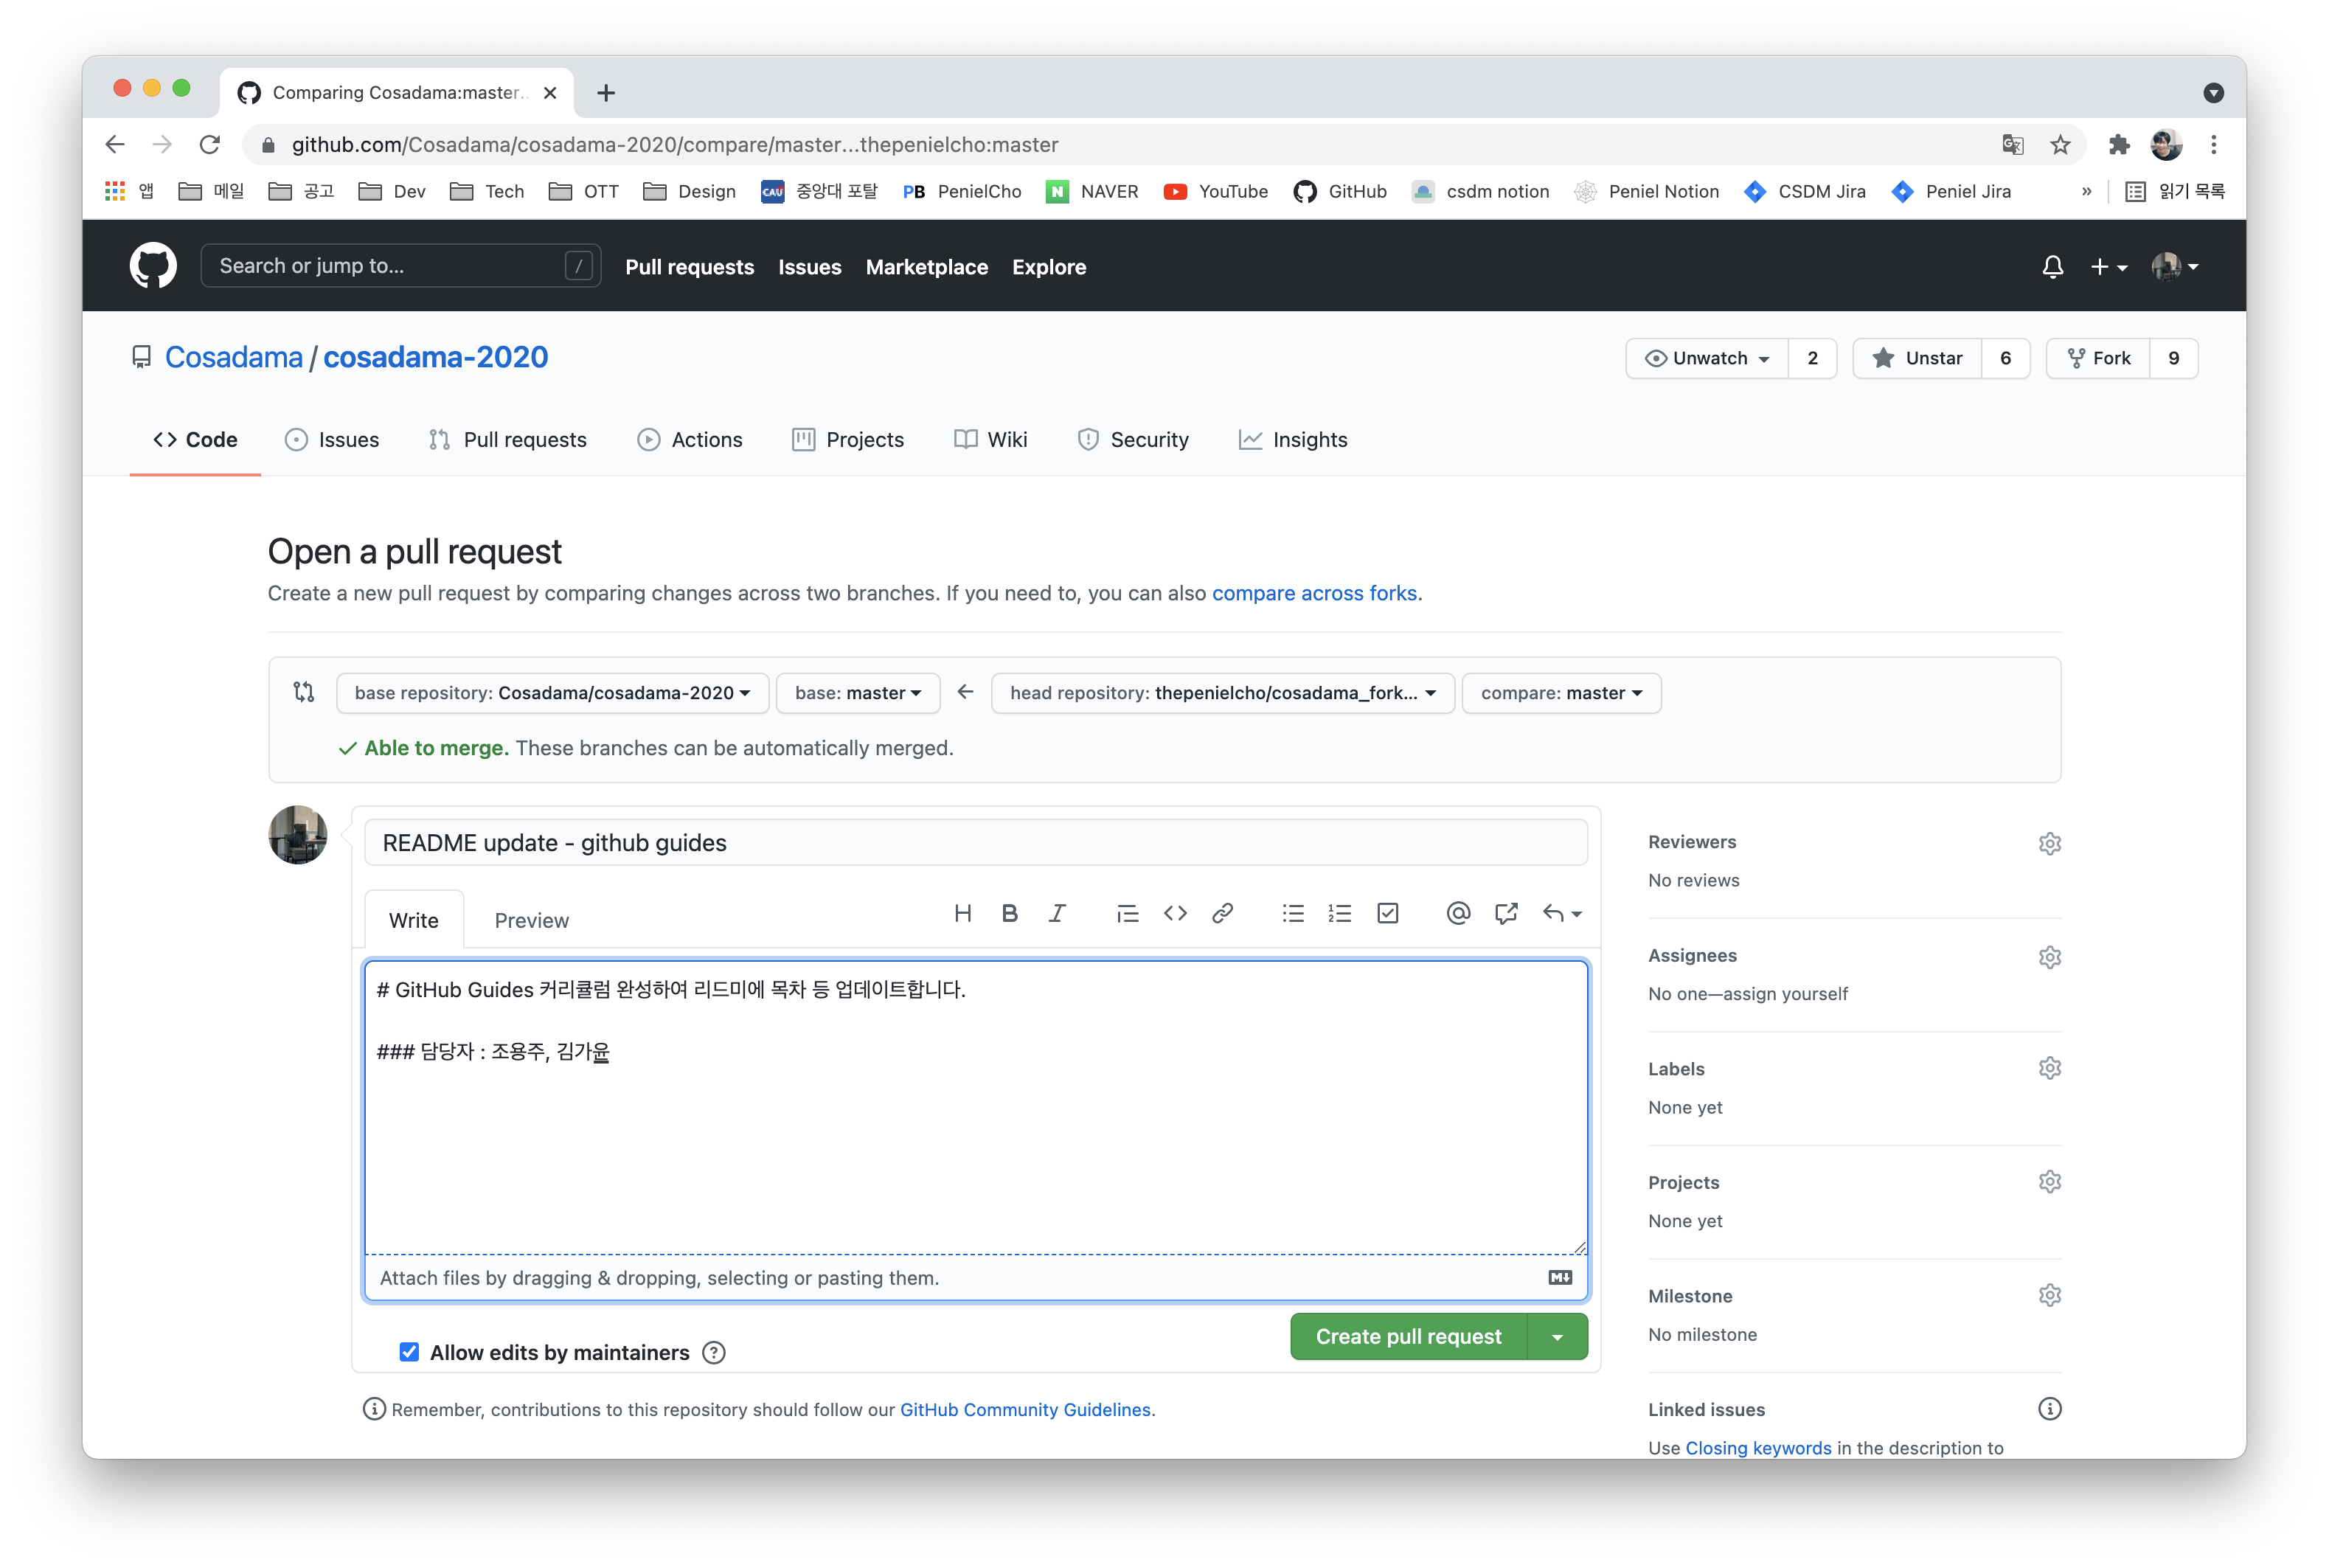 Comparing Cosadama:master..
github.com/Cosadama/cosadama-2020/compare/master...thepenielcho:master
앱 메일 공고 Dev Tech OTT Design CAU 중앙대 포탈 PB PenielCho N NAVER YouTube GitHub csdm notion Peniel Notion CSDM Jira Peniel Jira » 읽기 목록
Search or jump to... / Pull requests Issues Marketplace Explore
Cosadama / cosadama-2020 Unwatch 2 Unstar 6 Fork 9
Code Issues Pull requests Actions Projects Wiki Security Insights
Open a pull request
Create a new pull request by comparing changes across two branches. If you need to, you can also compare across forks.
base repository: Cosadama/cosadama-2020 base: master ← head repository: thepenielcho/cosadama_fork... compare: master
✓ Able to merge. These branches can be automatically merged.
README update - github guides
Write Preview H B I
# GitHub Guides 커리큘럼 완성하여 리드미에 목차 등 업데이트합니다.
### 담당자 : 조용주, 김가윤
Attach files by dragging & dropping, selecting or pasting them.
Allow edits by maintainers
Create pull request
Remember, contributions to this repository should follow our GitHub Community Guidelines.
Reviewers
No reviews
Assignees
No one—assign yourself
Labels
None yet
Projects
None yet
Milestone
No milestone
Linked issues
Use Closing keywords in the description to